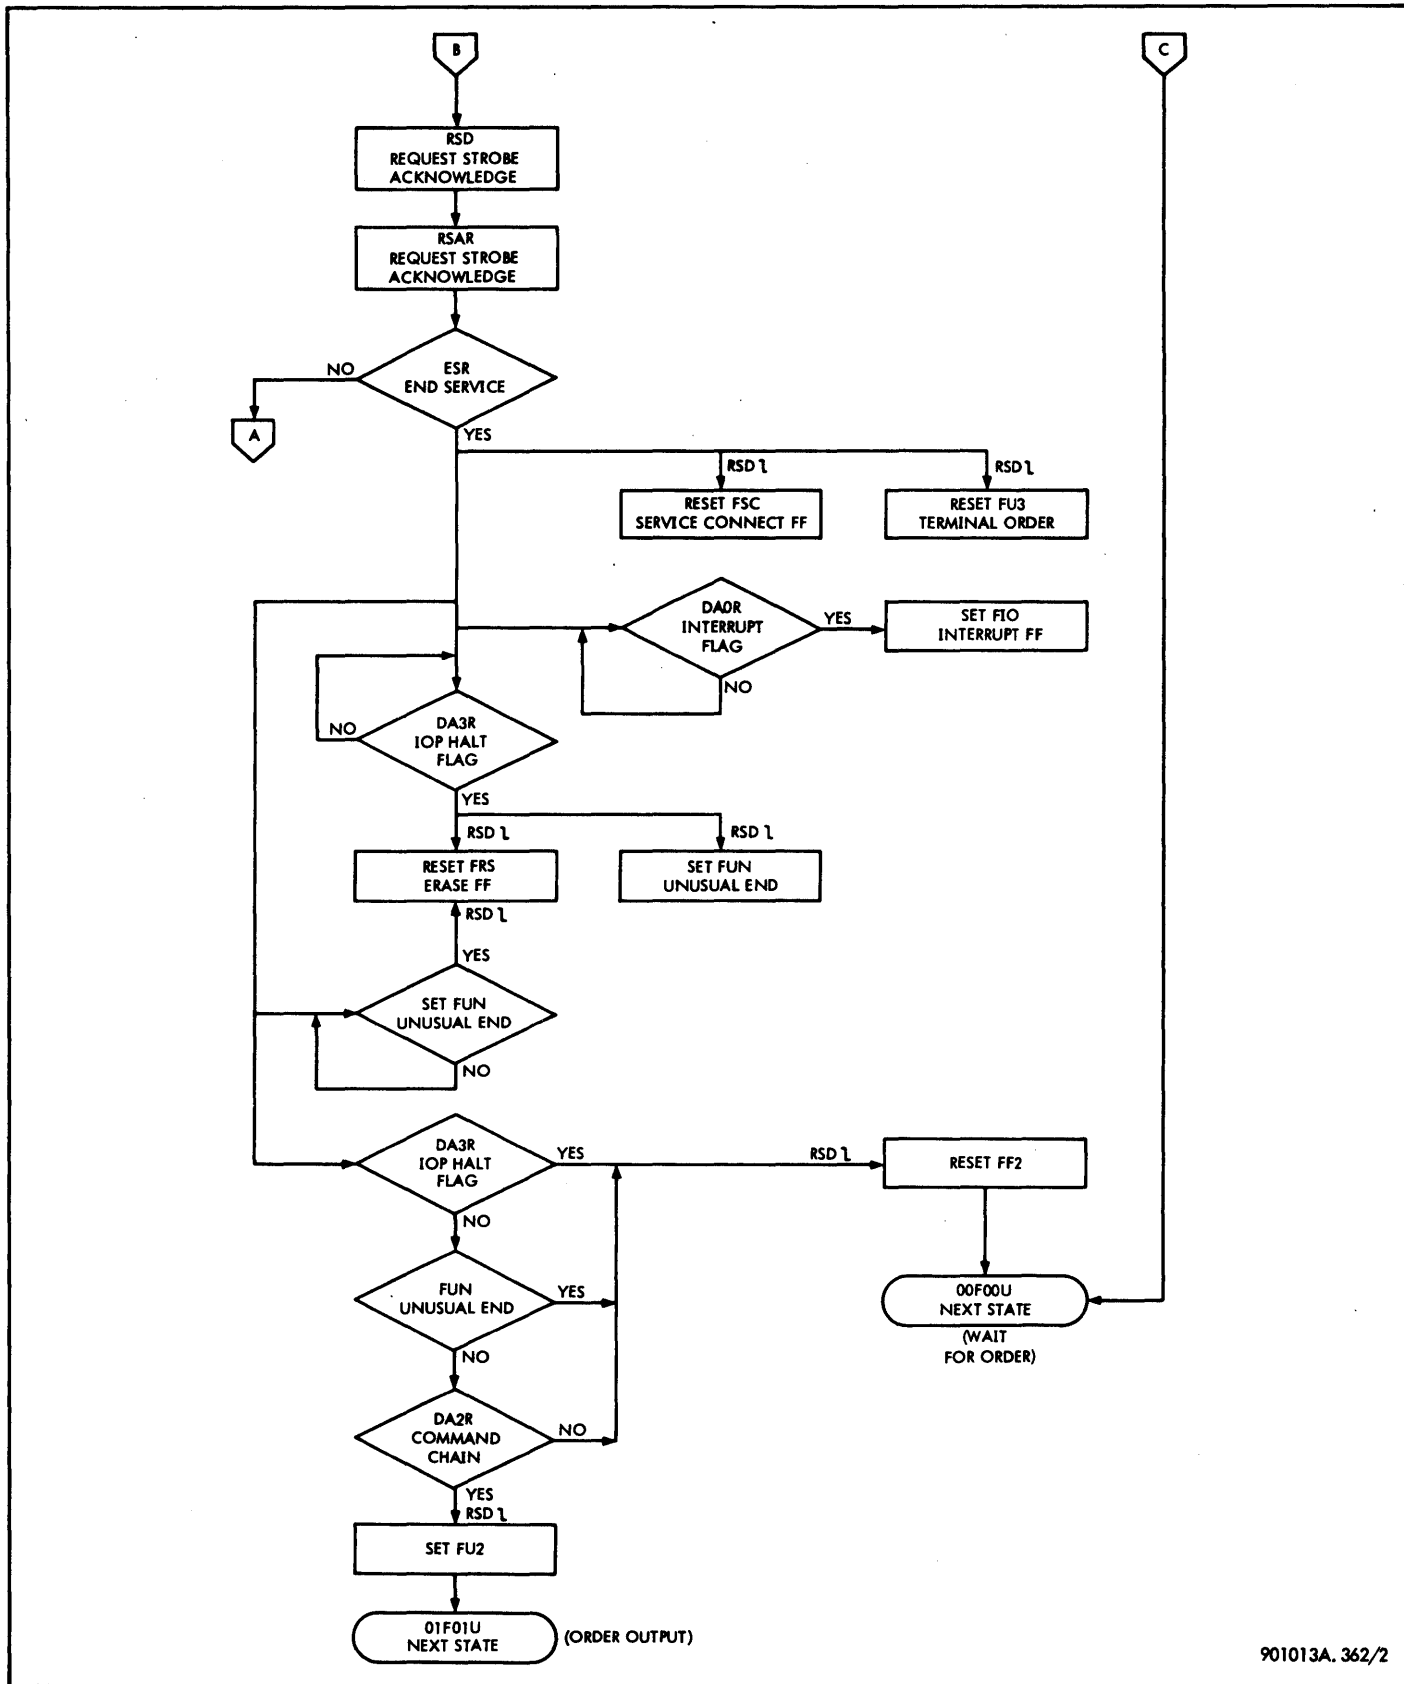 B
C
RSD
REQUEST STROBE
ACKNOWLEDGE
RSAR
REQUEST STROBE
ACKNOWLEDGE
NO
ESR
END SERVICE
A
YES
RSD ɩ
RSD ɩ
RESET FSC
SERVICE CONNECT FF
RESET FU3
TERMINAL ORDER
DA0R
INTERRUPT
FLAG
YES
SET FIO
INTERRUPT FF
NO
NO
DA3R
IOP HALT
FLAG
YES
RSD ɩ
RSD ɩ
RESET FRS
ERASE FF
SET FUN
UNUSUAL END
RSD ɩ
YES
SET FUN
UNUSUAL END
NO
DA3R
IOP HALT
FLAG
YES
RSD ɩ
RESET FF2
NO
FUN
UNUSUAL END
YES
00F00U
NEXT STATE
(WAIT
FOR ORDER)
NO
DA2R
COMMAND
CHAIN
NO
YES
RSD ɩ
SET FU2
01F01U
NEXT STATE
(ORDER OUTPUT)
901013A. 362/2